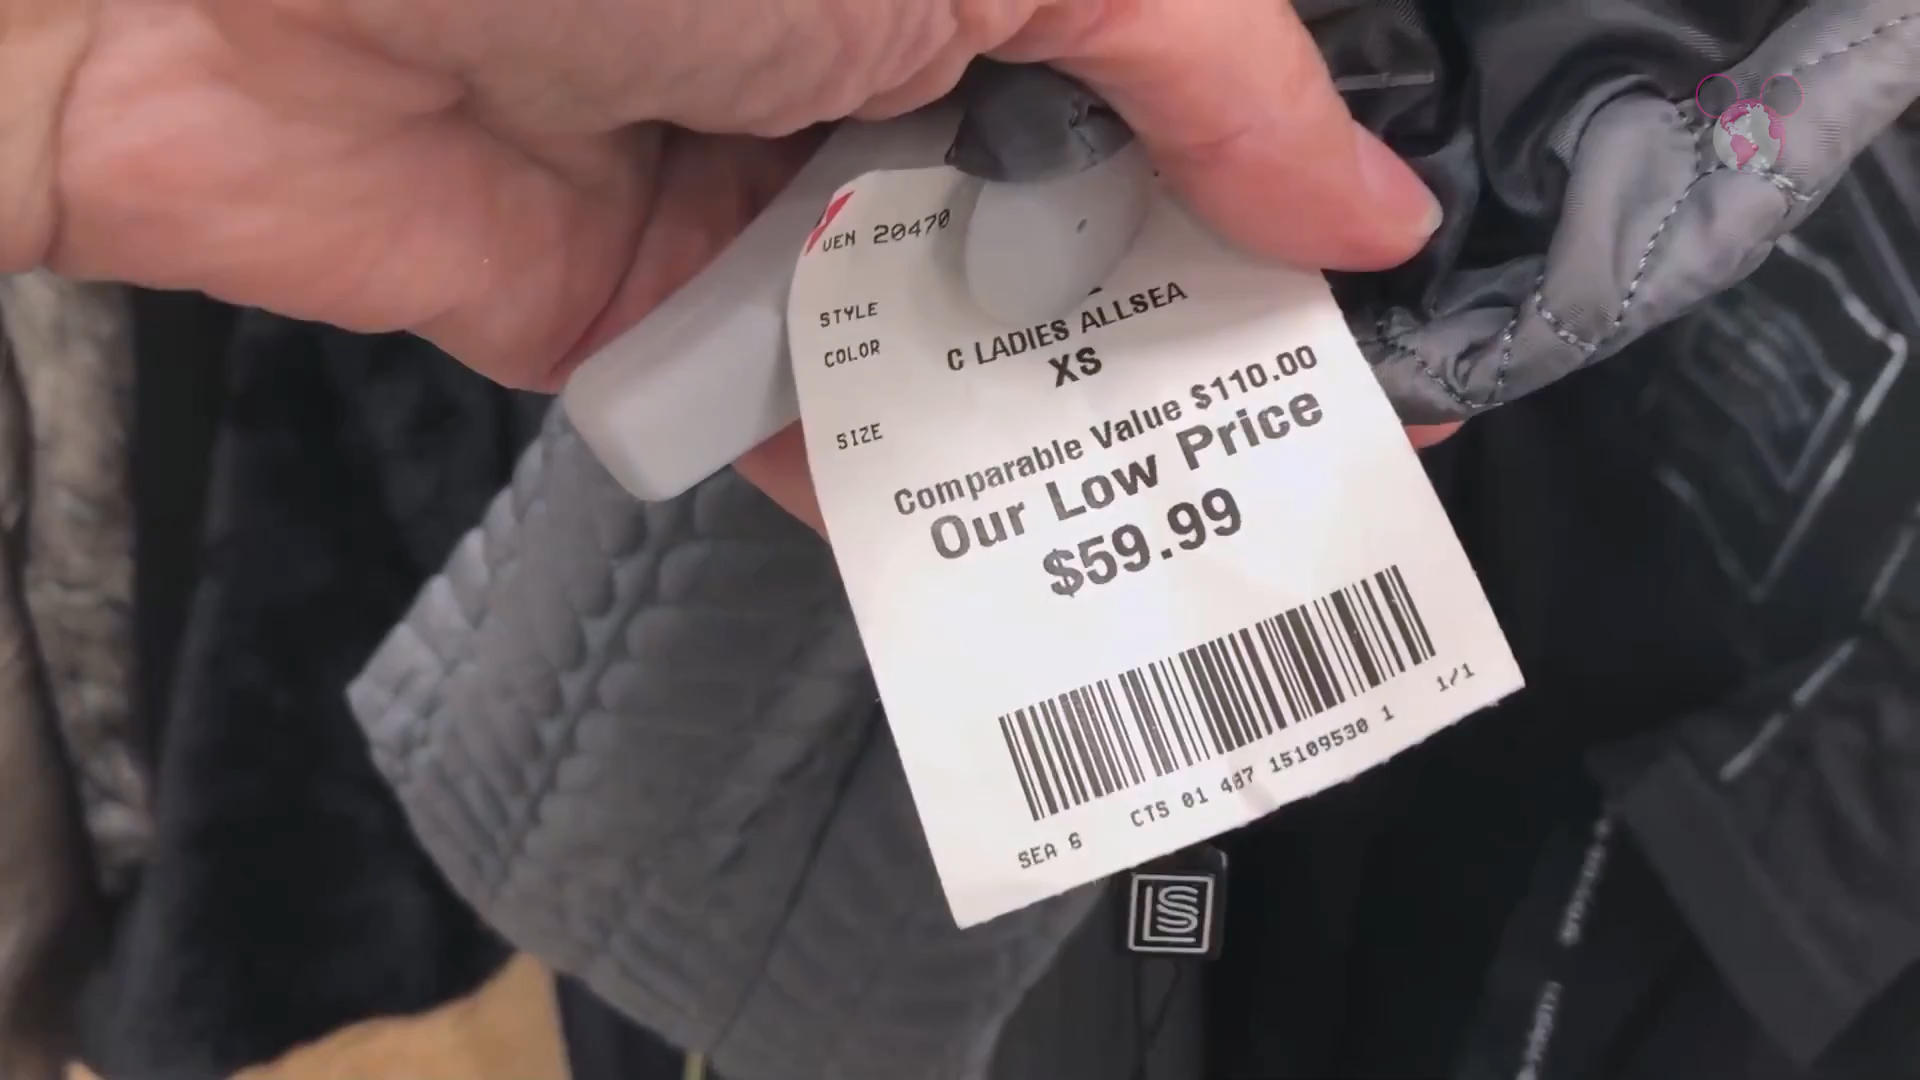 VEN 20470
STYLE
COLOR
C LADIES ALLSEA
XS
SIZE
Comparable Value $110.00
Our Low Price
$59.99
1/1
SEA 6 CTS 01 487 15109530 1
LS